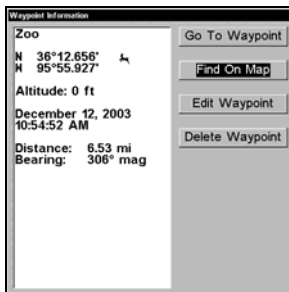 Waypoint Information
Zoo
N 36°12.656'
W 95°55.927'
Altitude: 0 ft
December 12, 2003
10:54:52 AM
Distance: 6.53 mi
Bearing: 306° mag
Go To Waypoint
Find On Map
Edit Waypoint
Delete Waypoint